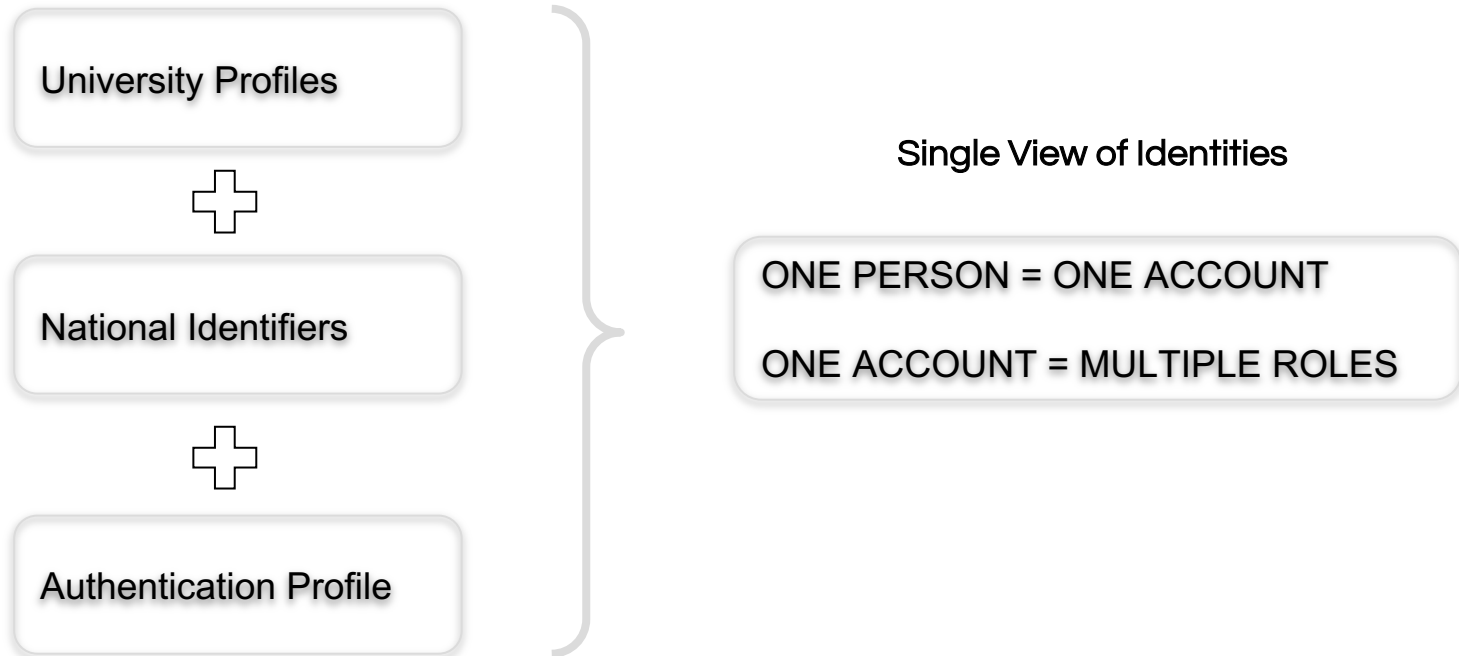 University Profiles
National Identifiers
Authentication Profile
Single View of Identities
ONE PERSON = ONE ACCOUNT
ONE ACCOUNT = MULTIPLE ROLES